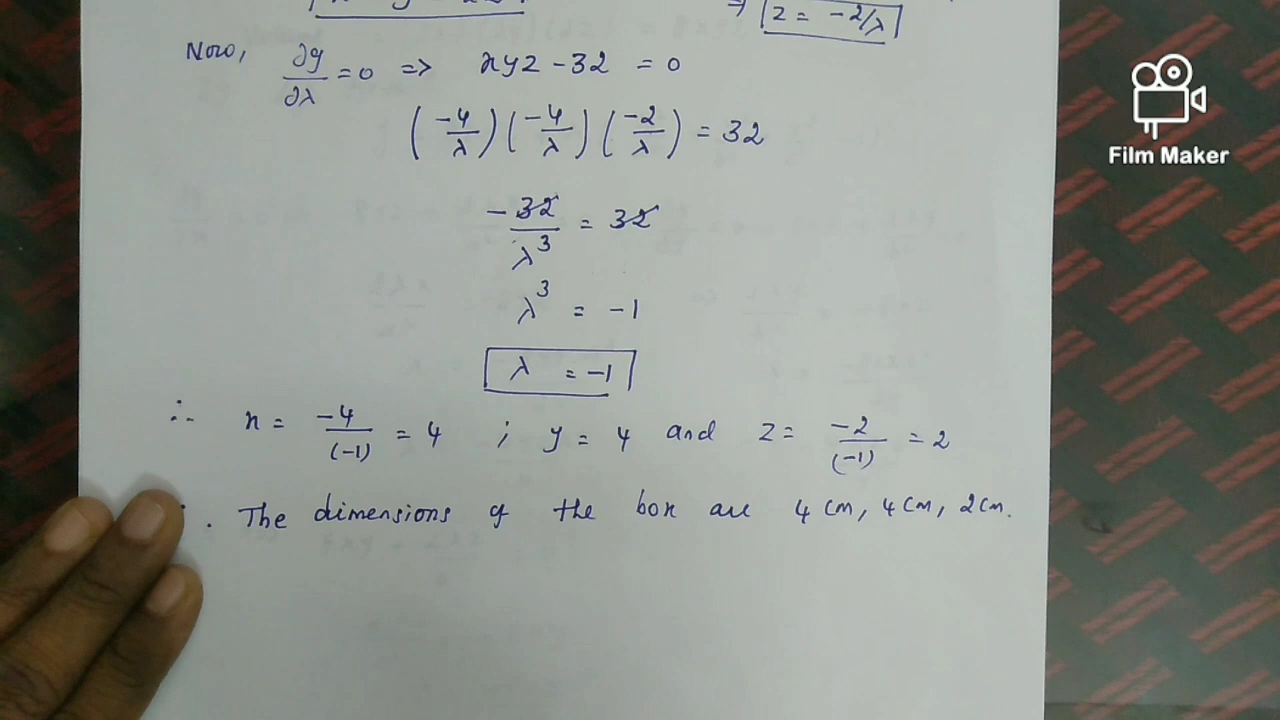 ⇒ z = -2/λ
Now, ∂g/∂λ = 0 => xyz - 32 = 0
(-4/λ) (-4/λ) (-2/λ) = 32
-32/λ³ = 32
λ³ = -1
λ = -1
∴ x = -4/(-1) = 4 ; y = 4 and z = -2/(-1) = 2
∴ The dimensions of the box are 4 cm, 4 cm, 2 cm.
Film Maker